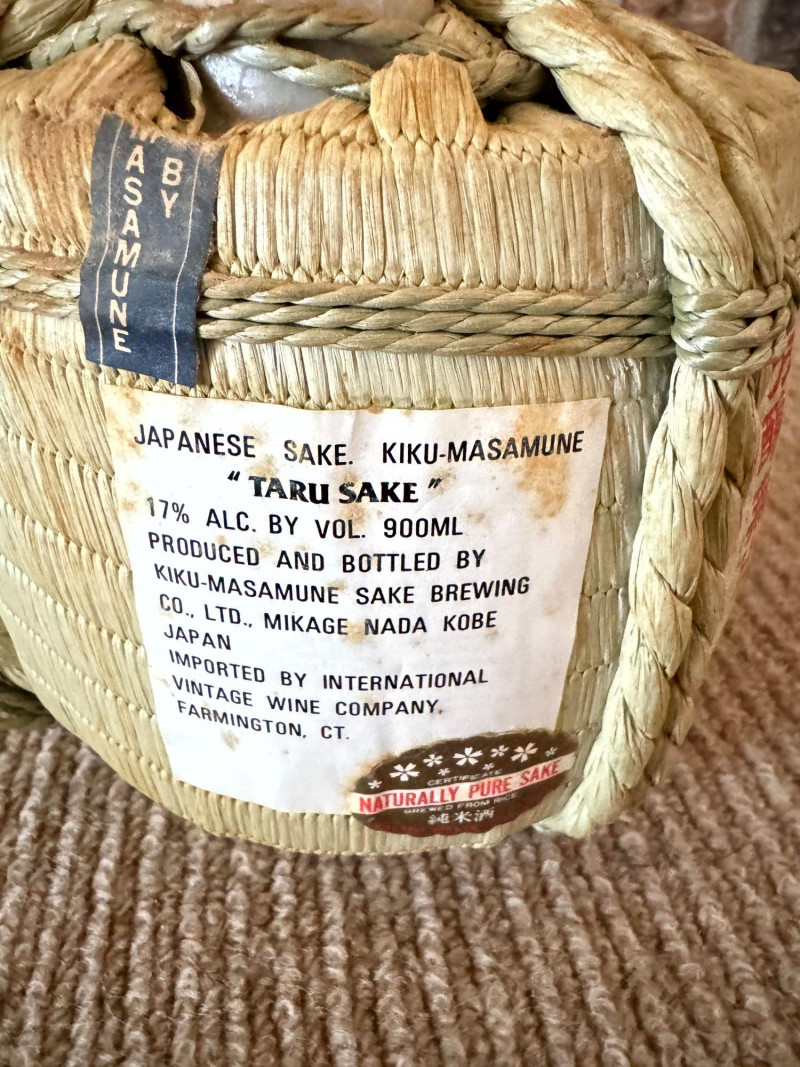 BY
MASAMUNE
JAPANESE SAKE. KIKU-MASAMUNE
“TARU SAKE”
17% ALC. BY VOL. 900ML
PRODUCED AND BOTTLED BY
KIKU-MASAMUNE SAKE BREWING
CO., LTD., MIKAGE NADA KOBE
JAPAN
IMPORTED BY INTERNATIONAL
VINTAGE WINE COMPANY,
FARMINGTON, CT.
CERTIFICATE
NATURALLY PURE SAKE
BREWED FROM RICE
純米酒